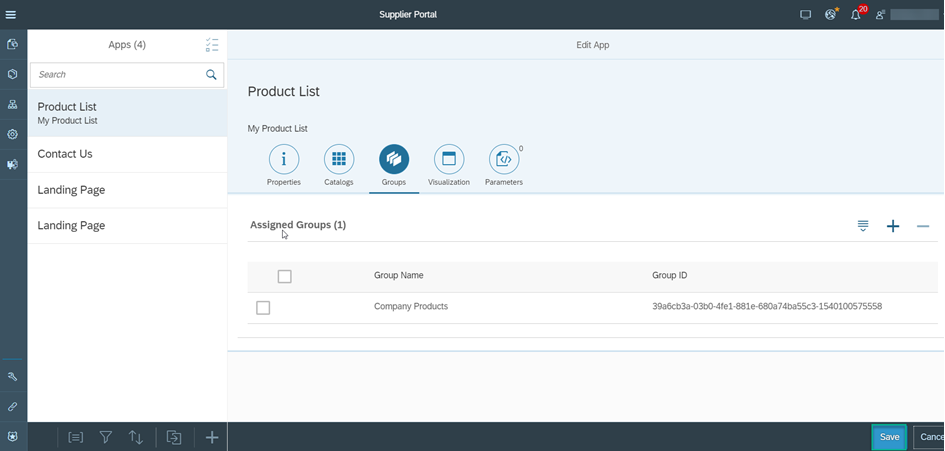 Supplier Portal
20
Apps (4)
Edit App
Search
Product List
My Product List
Contact Us
Landing Page
Landing Page
Product List
My Product List
0
Properties Catalogs Groups Visualization Parameters
Assigned Groups (1)
Group Name Group ID
Company Products 39a6cb3a-03b0-4fe1-881e-680a74ba55c3-1540100575558
Save Cance